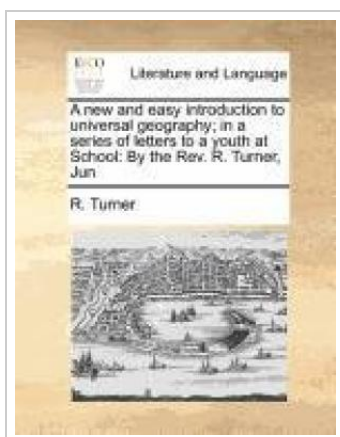 ECCO
Literature and Language
A new and easy introduction to
universal geography; in a
series of letters to a youth at
School: By the Rev. R. Turner,
Jun
R. Turner